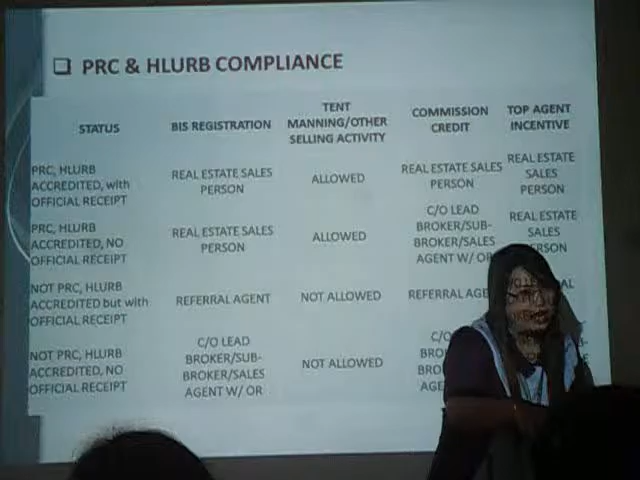 PRC & HLURB COMPLIANCE
STATUS
BIS REGISTRATION
TENT
MANNING/OTHER
SELLING ACTIVITY
COMMISSION
CREDIT
TOP AGENT
INCENTIVE
PRC, HLURB
ACCREDITED, with
OFFICIAL RECEIPT
REAL ESTATE SALES
PERSON
ALLOWED
REAL ESTATE SALES
PERSON
REAL ESTATE
SALES
PERSON
PRC, HLURB
ACCREDITED, NO
OFFICIAL RECEIPT
REAL ESTATE SALES
PERSON
ALLOWED
C/O LEAD
BROKER/SUB-
BROKER/SALES
AGENT W/ OR
REAL ESTATE
SALES
NOT PRC, HLURB
ACCREDITED but with
OFFICIAL RECEIPT
REFERRAL AGENT
NOT ALLOWED
REFERRAL
NOT PRC, HLURB
ACCREDITED, NO
OFFICIAL RECEIPT
C/O LEAD
BROKER/SUB-
BROKER/SALES
AGENT W/ OR
NOT ALLOWED